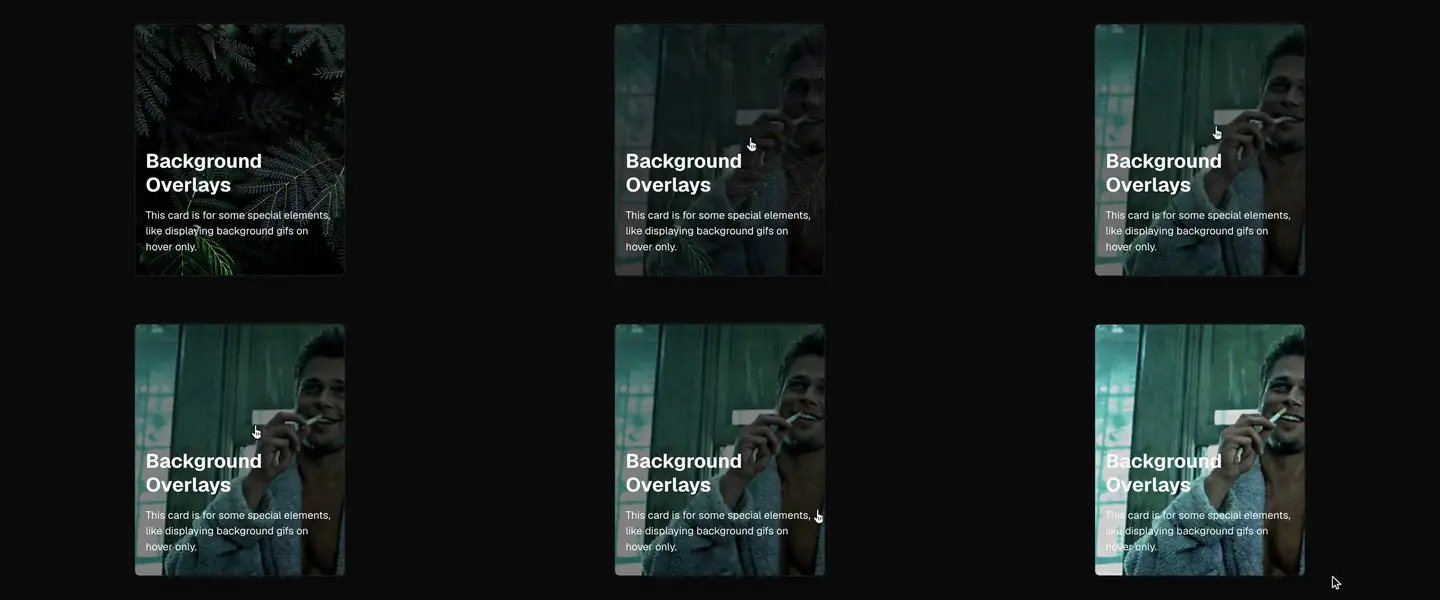 Background
Overlays
This card is for some special elements,
like displaying background gifs on
hover only.
Background
Overlays
This card is for some special elements,
like displaying background gifs on
hover only.
Background
Overlays
This card is for some special elements,
like displaying background gifs on
hover only.
Background
Overlays
This card is for some special elements,
like displaying background gifs on
hover only.
Background
Overlays
This card is for some special elements,
like displaying background gifs on
hover only.
Background
Overlays
This card is for some special elements,
like displaying background gifs on
hover only.